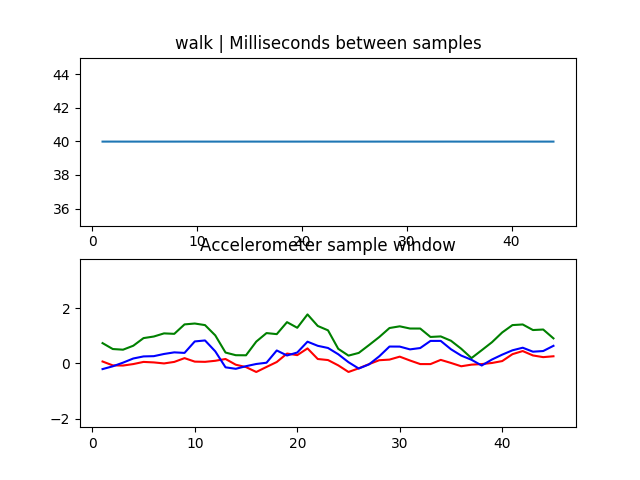 walk | Milliseconds between samples
44
42
40
38
36
0 10 20 30 40
Accelerometer sample window
2
0
−2
0 10 20 30 40